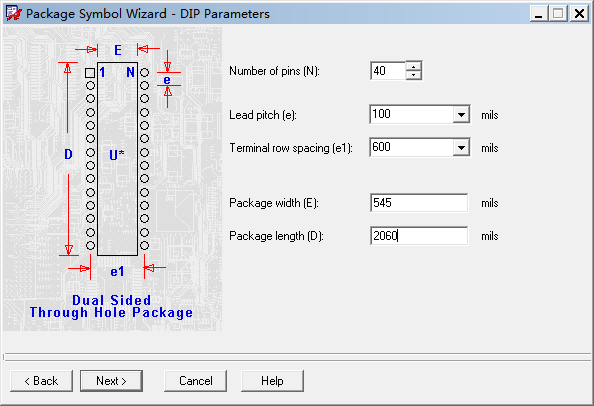 Package Symbol Wizard - DIP Parameters
E
1 N
e
D
U*
e1
Dual Sided
Through Hole Package
Number of pins (N): 40
Lead pitch (e): 100 mils
Terminal row spacing (e1): 600 mils
Package width (E): 545 mils
Package length (D): 2060 mils
< Back Next > Cancel Help